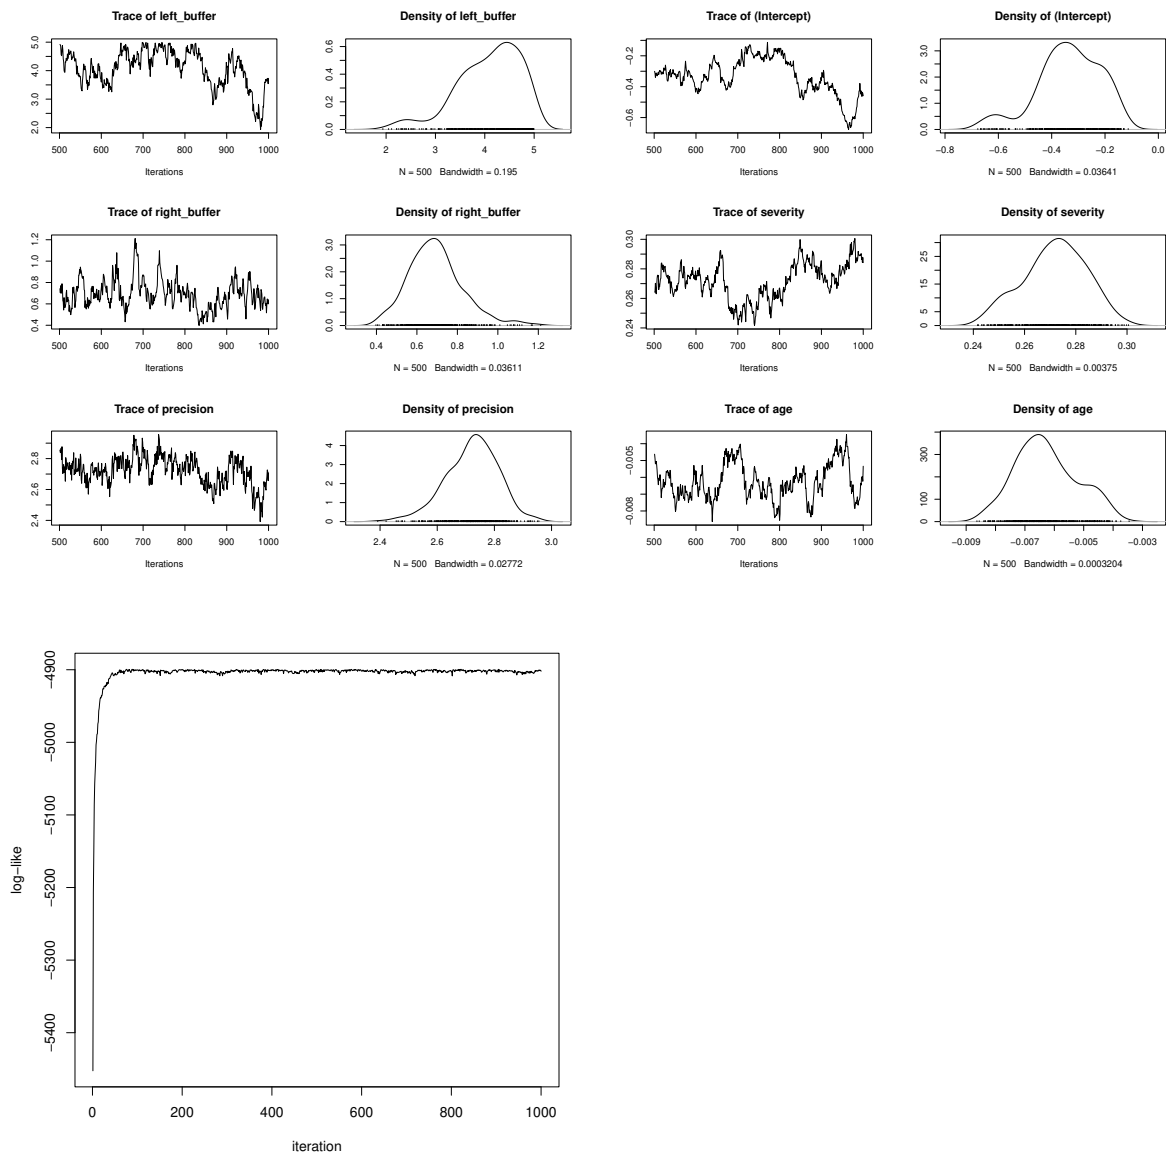 Trace of left_buffer
2.0 3.0 4.0 5.0
500 600 700 800 900 1000
Iterations
Density of left_buffer
0.0 0.2 0.4 0.6
2 3 4 5
N = 500 Bandwidth = 0.195
Trace of (Intercept)
−0.6 −0.4 −0.2
500 600 700 800 900 1000
Iterations
Density of (Intercept)
0.0 1.0 2.0 3.0
−0.8 −0.6 −0.4 −0.2 0.0
N = 500 Bandwidth = 0.03641
Trace of right_buffer
0.4 0.6 0.8 1.0 1.2
500 600 700 800 900 1000
Iterations
Density of right_buffer
0.0 1.0 2.0 3.0
0.4 0.6 0.8 1.0 1.2
N = 500 Bandwidth = 0.03611
Trace of severity
0.24 0.26 0.28 0.30
500 600 700 800 900 1000
Iterations
Density of severity
0 5 15 25
0.24 0.26 0.28 0.30
N = 500 Bandwidth = 0.00375
Trace of precision
2.4 2.6 2.8
500 600 700 800 900 1000
Iterations
Density of precision
0 1 2 3 4
2.4 2.6 2.8 3.0
N = 500 Bandwidth = 0.02772
Trace of age
−0.008 −0.005
500 600 700 800 900 1000
Iterations
Density of age
0 100 300
−0.009 −0.007 −0.005 −0.003
N = 500 Bandwidth = 0.0003204
log−like
−5400 −5300 −5200 −5100 −5000 −4900
0 200 400 600 800 1000
iteration